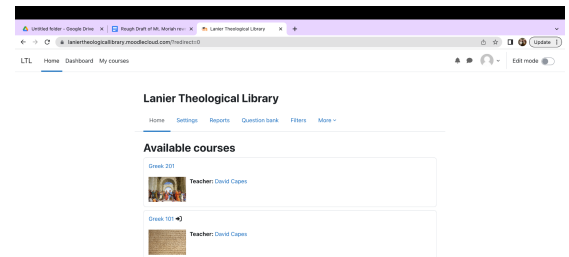 Untitled folder - Google Drive
Rough Draft of Mt. Moriah revi
Lanier Theological Library
laniertheologicallibrary.moodlecloud.com/?redirect=0
Update
LTL Home Dashboard My courses
Edit mode
Lanier Theological Library
Home Settings Reports Question bank Filters More
Available courses
Greek 201
Teacher: David Capes
Greek 101
Teacher: David Capes